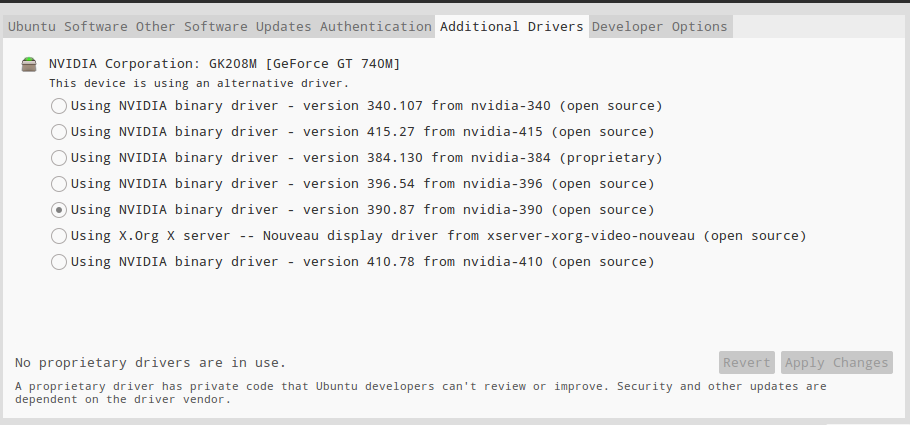 Ubuntu Software Other Software Updates Authentication Additional Drivers Developer Options
NVIDIA Corporation: GK208M [GeForce GT 740M]
This device is using an alternative driver.
Using NVIDIA binary driver - version 340.107 from nvidia-340 (open source)
Using NVIDIA binary driver - version 415.27 from nvidia-415 (open source)
Using NVIDIA binary driver - version 384.130 from nvidia-384 (proprietary)
Using NVIDIA binary driver - version 396.54 from nvidia-396 (open source)
Using NVIDIA binary driver - version 390.87 from nvidia-390 (open source)
Using X.Org X server -- Nouveau display driver from xserver-xorg-video-nouveau (open source)
Using NVIDIA binary driver - version 410.78 from nvidia-410 (open source)
No proprietary drivers are in use. Revert Apply Changes
A proprietary driver has private code that Ubuntu developers can't review or improve. Security and other updates are
dependent on the driver vendor.